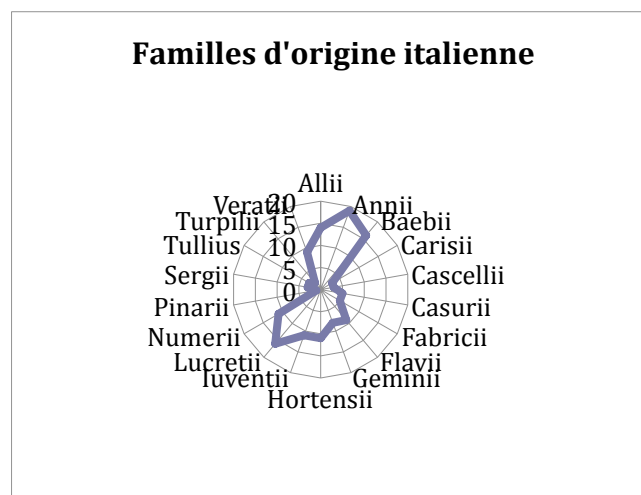 Familles d'origine italienne
Allii
Annii
Baebii
Carisii
Cascellii
Casurii
Fabricii
Flavii
Geminii
Hortensii
Iuventii
Lucretii
Numerii
Pinarii
Sergii
Tullius
Turpilii
Veratii
20
15
10
5
0